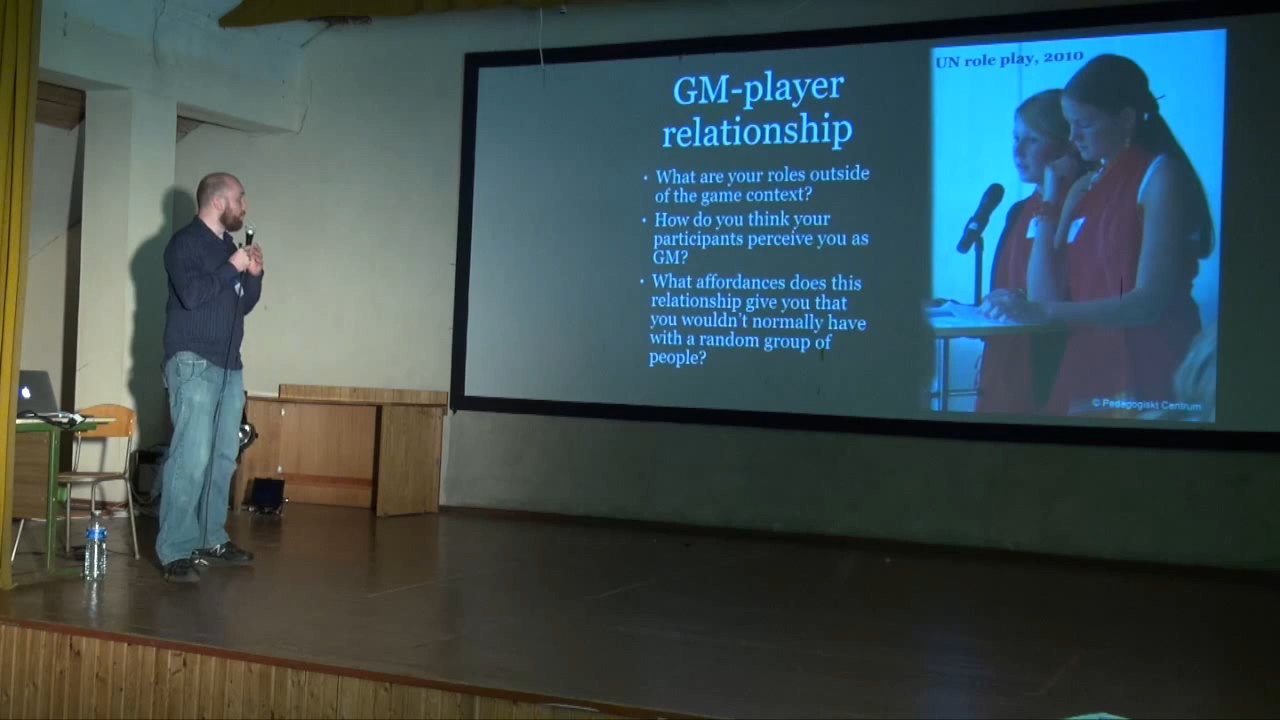 GM-player
relationship
• What are your roles outside
of the game context?
• How do you think your
participants perceive you as
GM?
• What affordances does this
relationship give you that
you wouldn't normally have
with a random group of
people?
UN role play, 2010
© Pedagogiskt Centrum